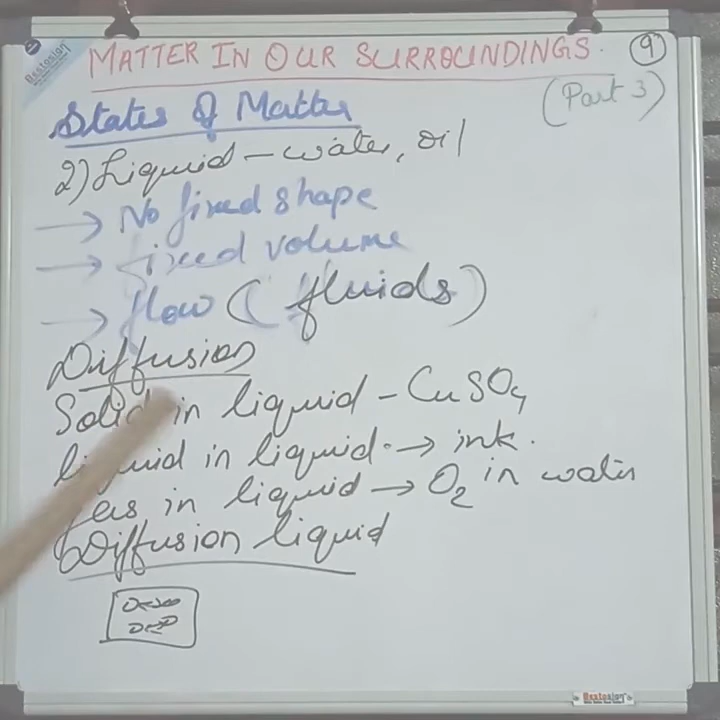 MATTER IN OUR SURROUNDINGS. 9
(Part 3)
States Of Matter
2) Liquid - water, oil
→ No fixed shape
→ fixed volume
→ flow (fluids)
Diffusion
Solid in liquid - CuSO4
liquid in liquid. → ink.
Gas in liquid → O2 in water
Diffusion liquid
Bestosign
Bestosign